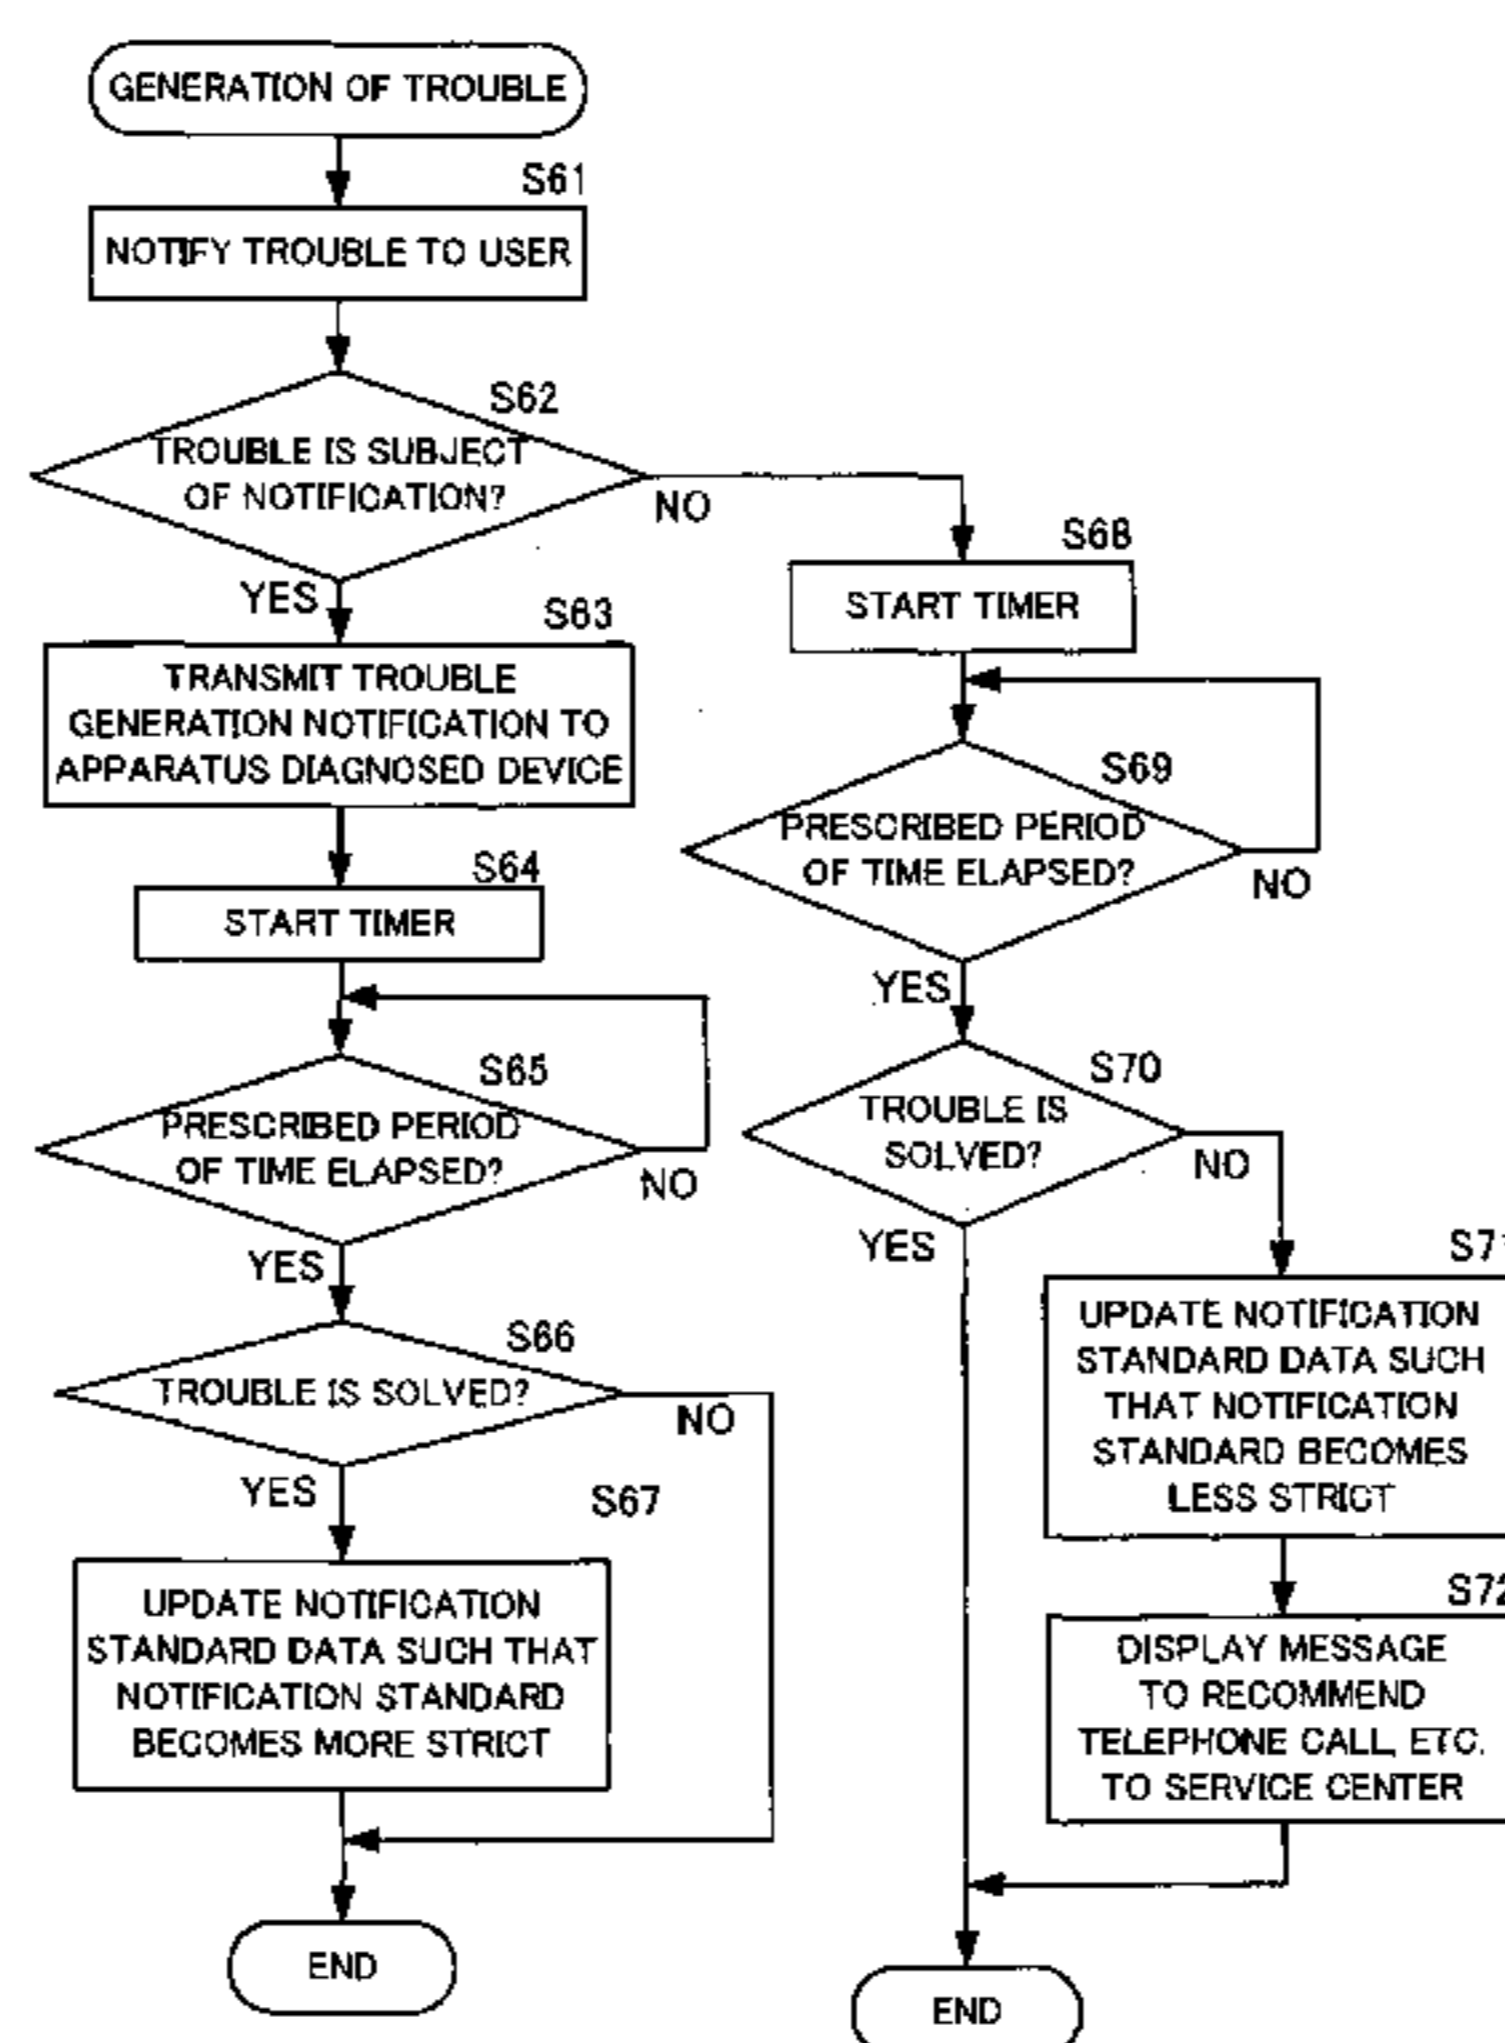 GENERATION OF TROUBLE
S61
NOTIFY TROUBLE TO USER
S62
TROUBLE IS SUBJECT
OF NOTIFICATION?
NO
YES
S63
TRANSMIT TROUBLE
GENERATION NOTIFICATION TO
APPARATUS DIAGNOSED DEVICE
S64
START TIMER
S65
PRESCRIBED PERIOD
OF TIME ELAPSED?
NO
YES
S66
TROUBLE IS SOLVED?
NO
YES
S67
UPDATE NOTIFICATION
STANDARD DATA SUCH THAT
NOTIFICATION STANDARD
BECOMES MORE STRICT
END
S68
START TIMER
S69
PRESCRIBED PERIOD
OF TIME ELAPSED?
NO
YES
S70
TROUBLE IS
SOLVED?
NO
YES
S71
UPDATE NOTIFICATION
STANDARD DATA SUCH
THAT NOTIFICATION
STANDARD BECOMES
LESS STRICT
S72
DISPLAY MESSAGE
TO RECOMMEND
TELEPHONE CALL, ETC.
TO SERVICE CENTER
END